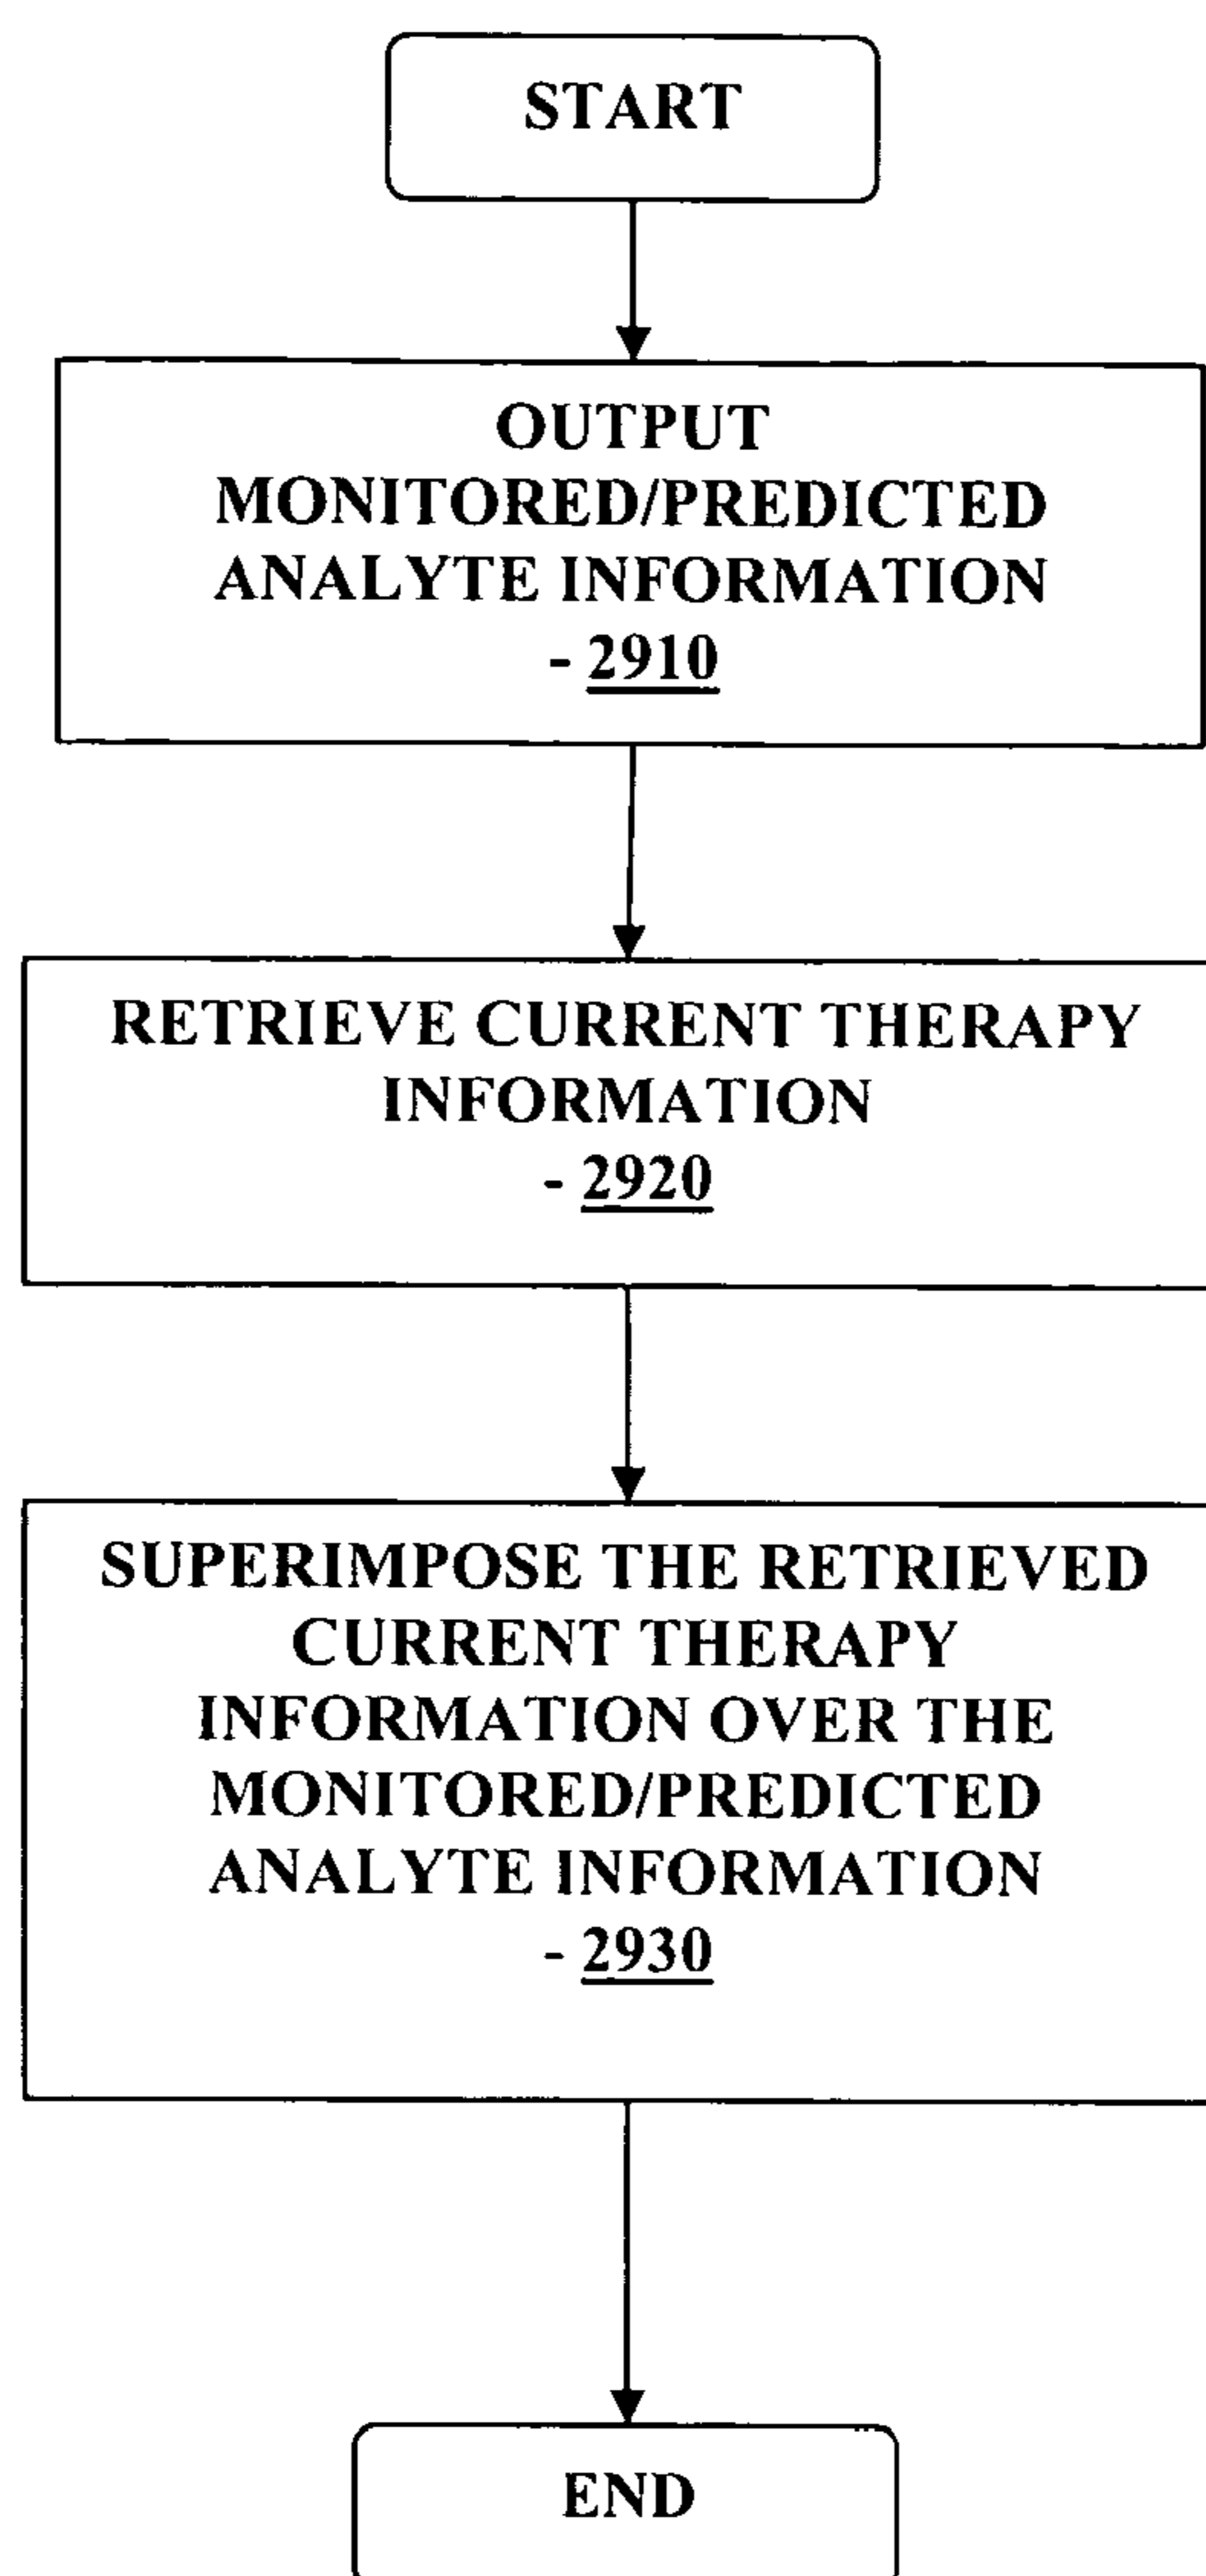 START
OUTPUT
MONITORED/PREDICTED
ANALYTE INFORMATION
- 2910
RETRIEVE CURRENT THERAPY
INFORMATION
- 2920
SUPERIMPOSE THE RETRIEVED
CURRENT THERAPY
INFORMATION OVER THE
MONITORED/PREDICTED
ANALYTE INFORMATION
- 2930
END